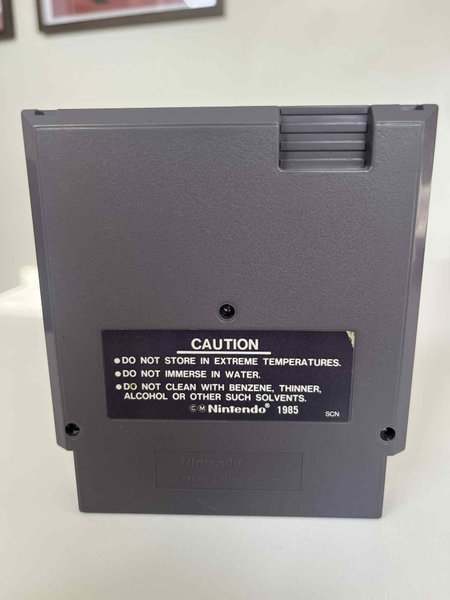 CAUTION
●DO NOT STORE IN EXTREME TEMPERATURES.
●DO NOT IMMERSE IN WATER.
●DO NOT CLEAN WITH BENZENE, THINNER,
ALCOHOL OR OTHER SUCH SOLVENTS.
©Ⓜ Nintendo® 1985 SCN
Nintendo®